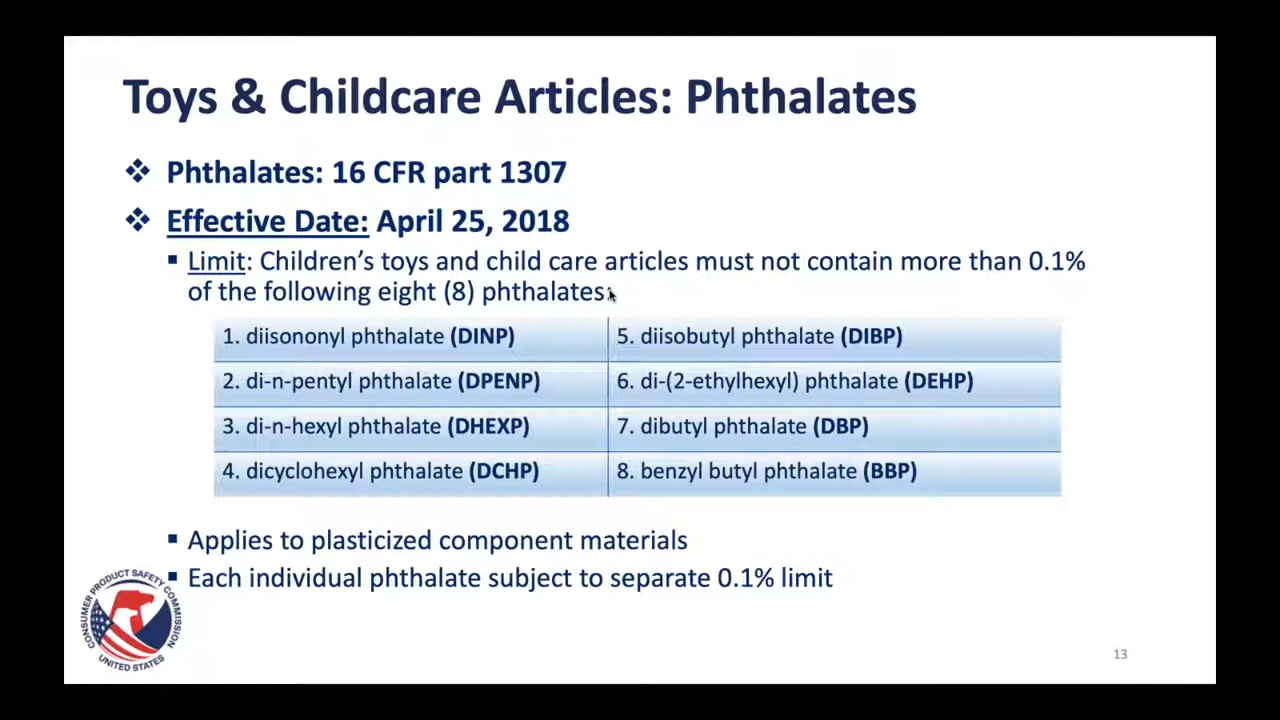 Toys & Childcare Articles: Phthalates
❖ Phthalates: 16 CFR part 1307
❖ Effective Date: April 25, 2018
▪ Limit: Children's toys and child care articles must not contain more than 0.1%
of the following eight (8) phthalates:
1. diisononyl phthalate (DINP)
5. diisobutyl phthalate (DIBP)
2. di-n-pentyl phthalate (DPENP)
6. di-(2-ethylhexyl) phthalate (DEHP)
3. di-n-hexyl phthalate (DHEXP)
7. dibutyl phthalate (DBP)
4. dicyclohexyl phthalate (DCHP)
8. benzyl butyl phthalate (BBP)
▪ Applies to plasticized component materials
▪ Each individual phthalate subject to separate 0.1% limit
CONSUMER PRODUCT SAFETY COMMISSION
UNITED STATES
13